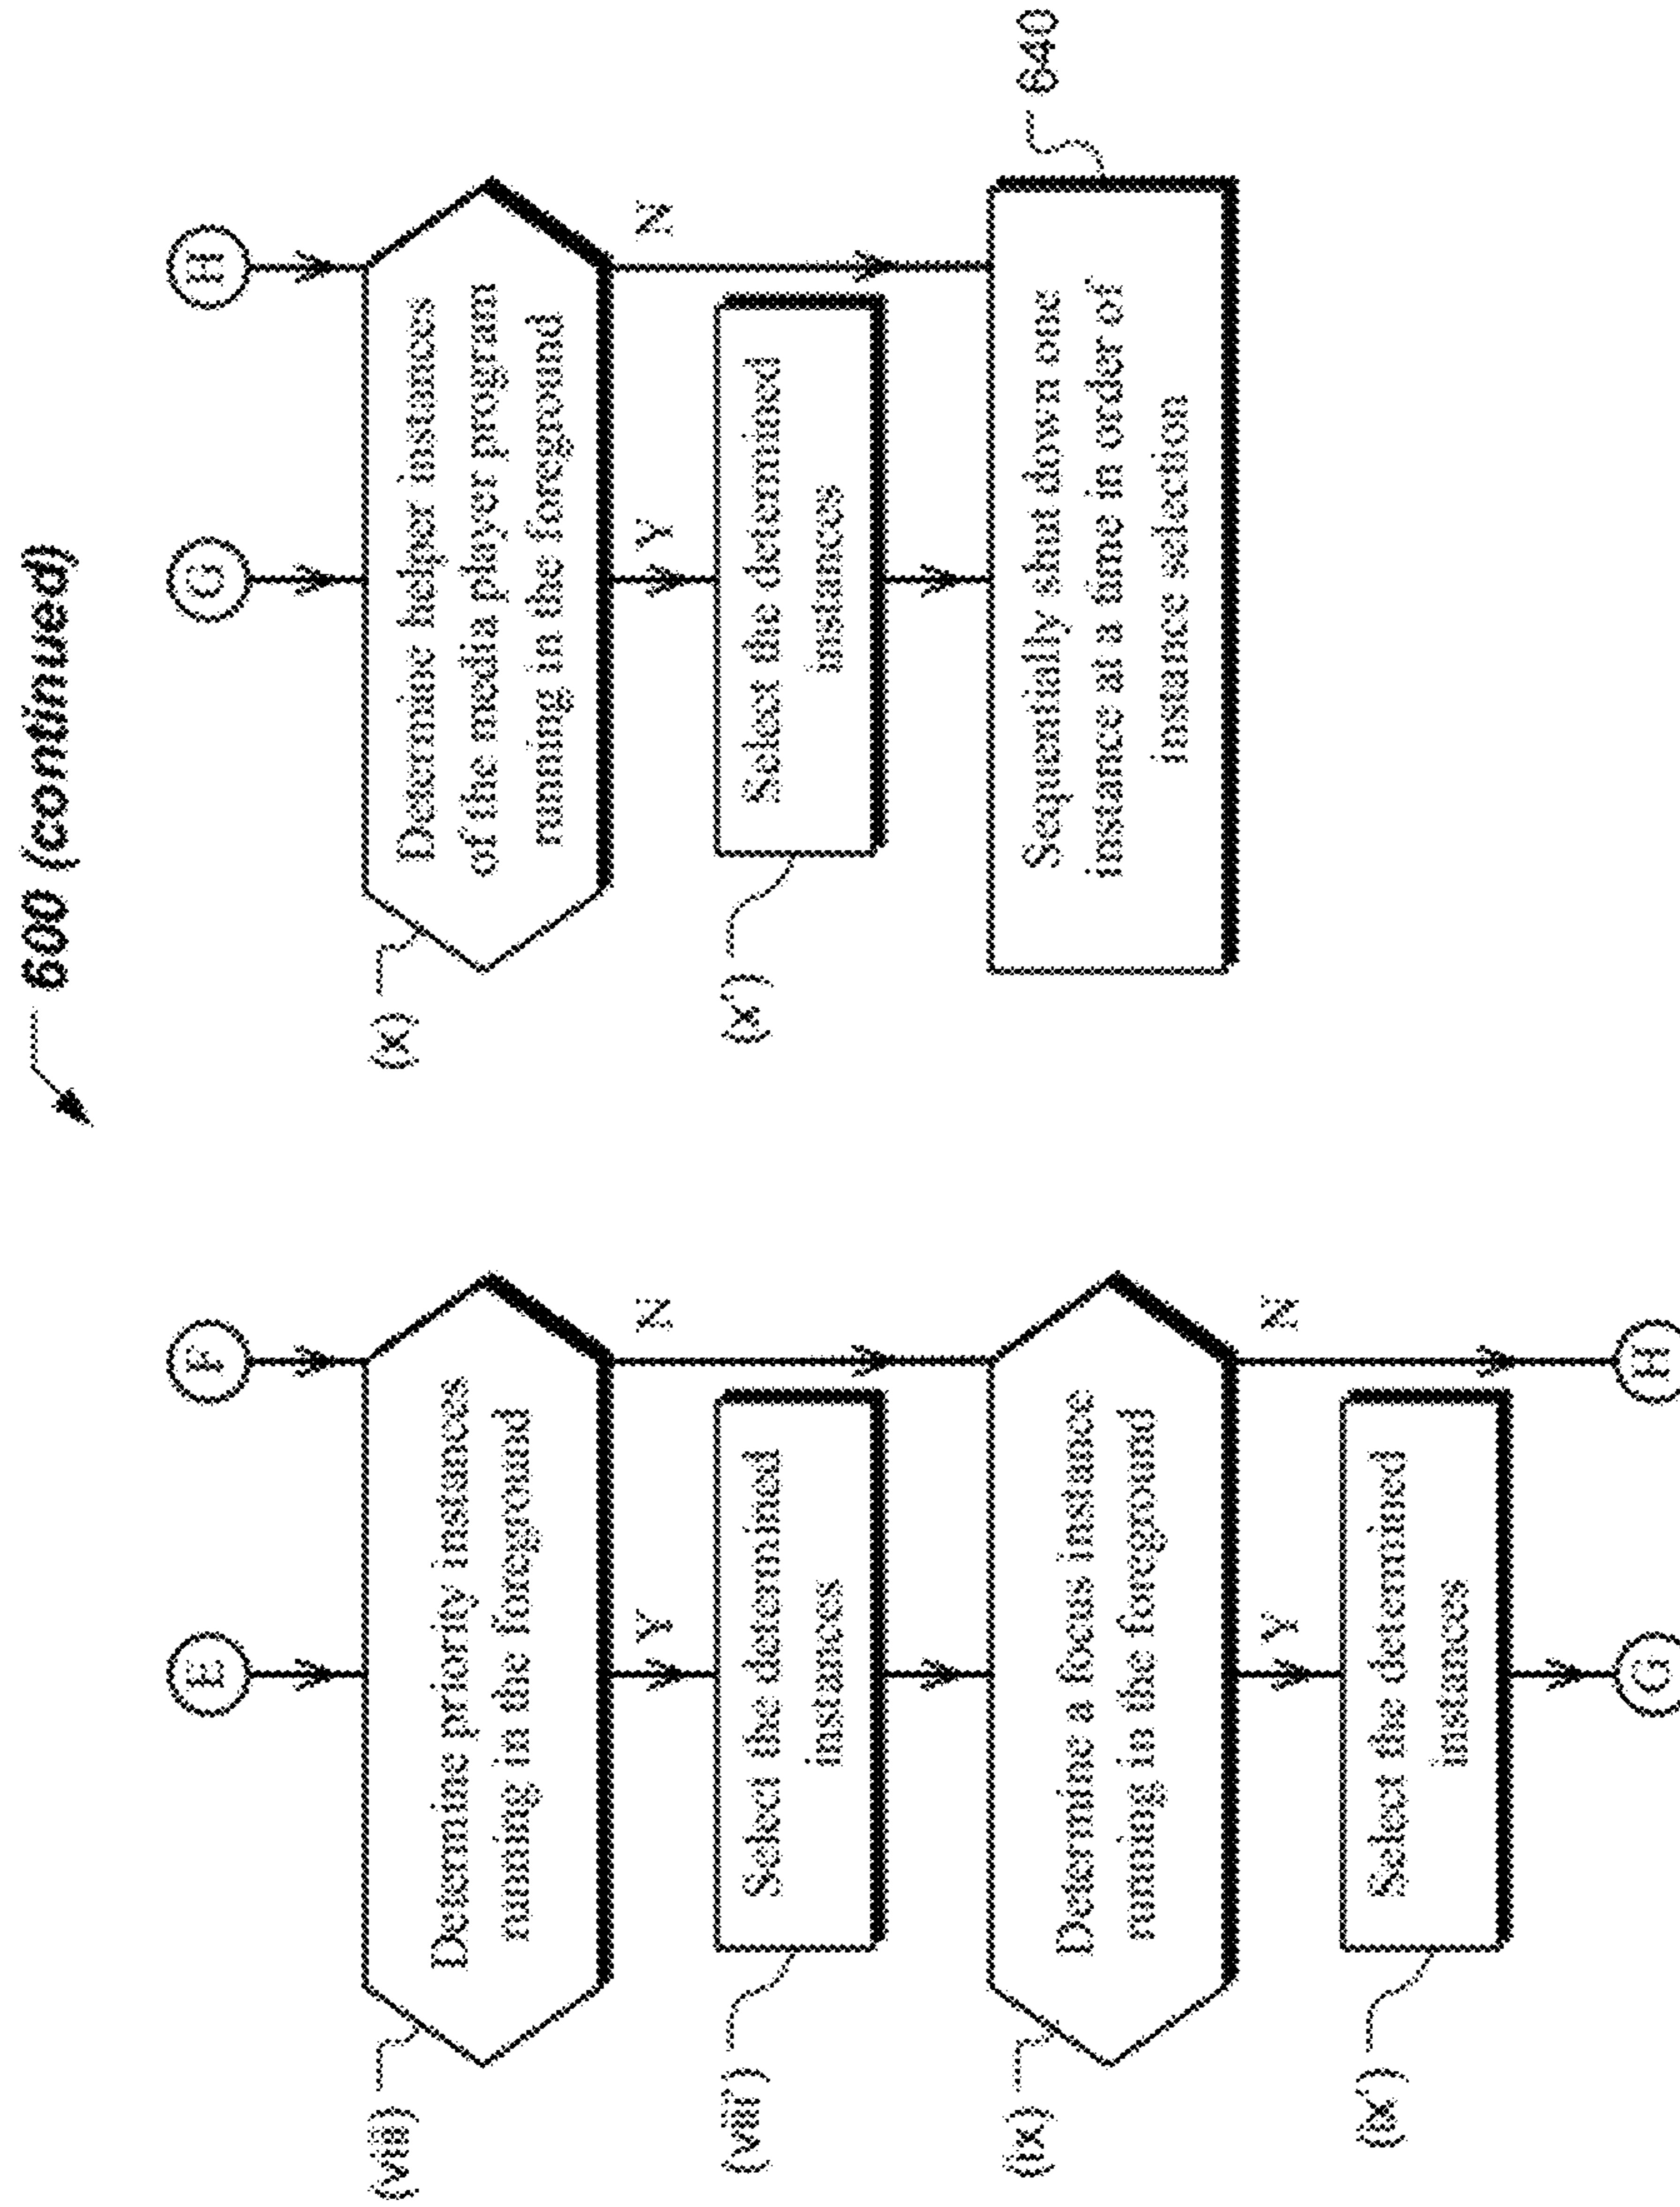 600 (continued)
E
F
(viii)
Determine priority instances
running in the foreground
Y
N
(viii')
Select the determined
instances
(ix)
Determine a focus instance
running in the foreground
Y
N
(ix')
Select the determined
instances
G
H
G
H
(x)
Determine helper instances
of the media player program
running in the foreground
Y
N
(x')
Select the determined
instances
Sequentially shut down one
instance at a time in order of
instance selection
640